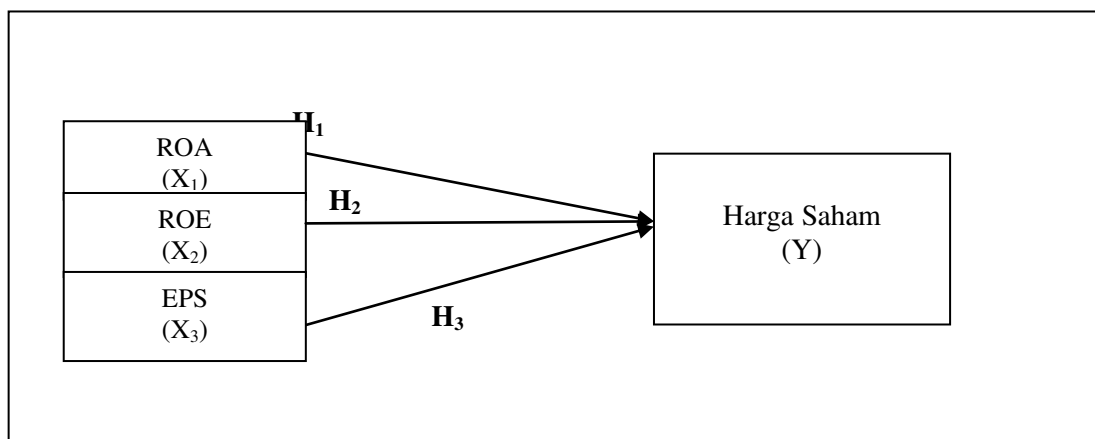 H₁
ROA
(X₁)
H₂
ROE
(X₂)
EPS
(X₃)
H₃
Harga Saham
(Y)